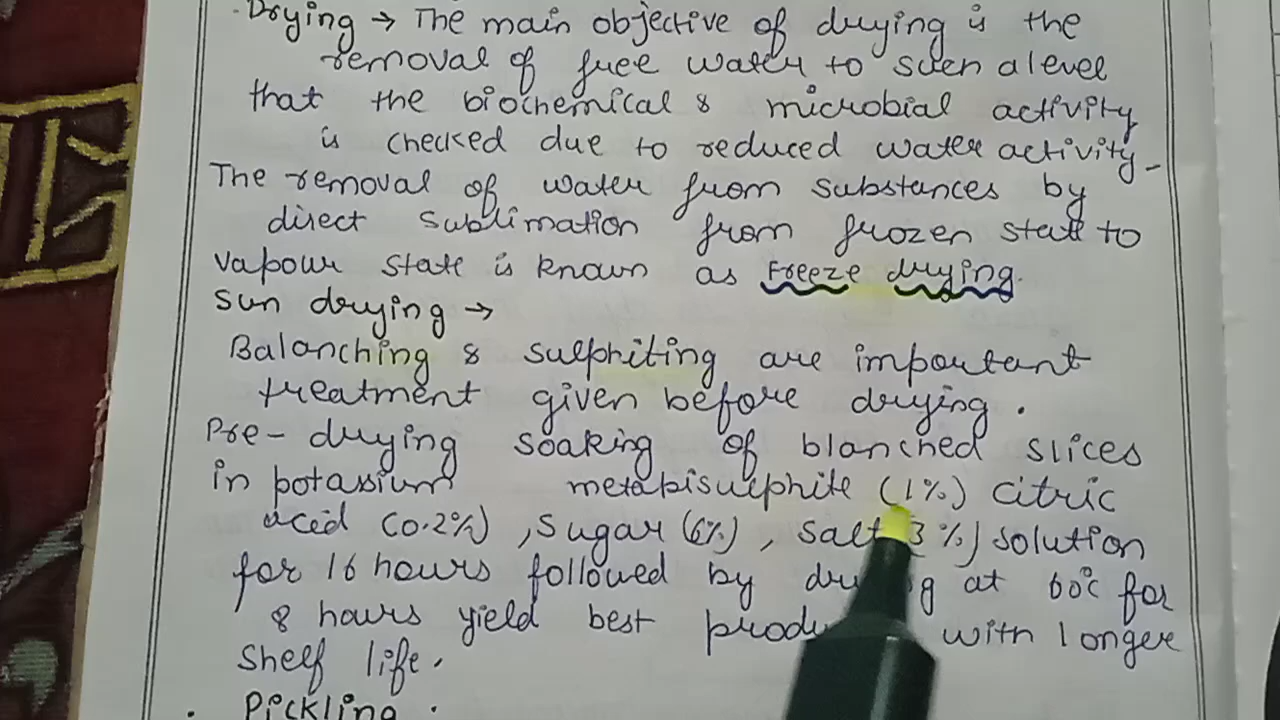 Drying → The main objective of drying is the
removal of free water to such a level
that the biochemical & microbial activity
is checked due to reduced water activity-
The removal of water from substances by
direct sublimation from frozen state to
vapour state is known as Freeze drying.
Sun drying →
Balanching & sulphiting are important
treatment given before drying .
Pre-drying soaking of blanched slices
in potassium metabisulphite (1%) citric
acid (0.2%) , sugar (6%) , salt 3%) solution
for 16 hours followed by at 60°c for
8 hours yield best with longer
shelf life.
. Pickling .